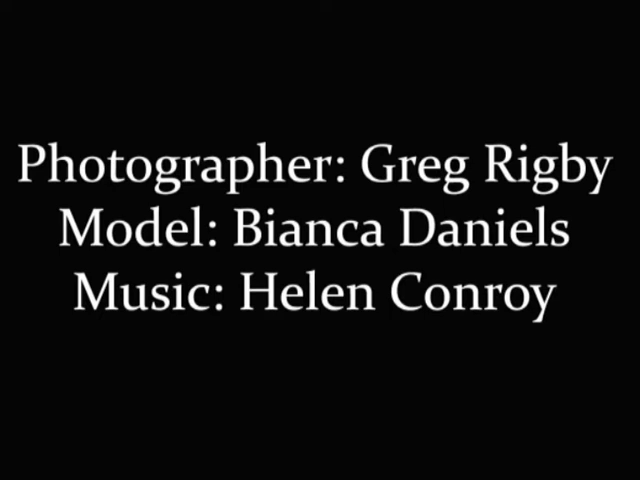 Photographer: Greg Rigby
Model: Bianca Daniels
Music: Helen Conroy